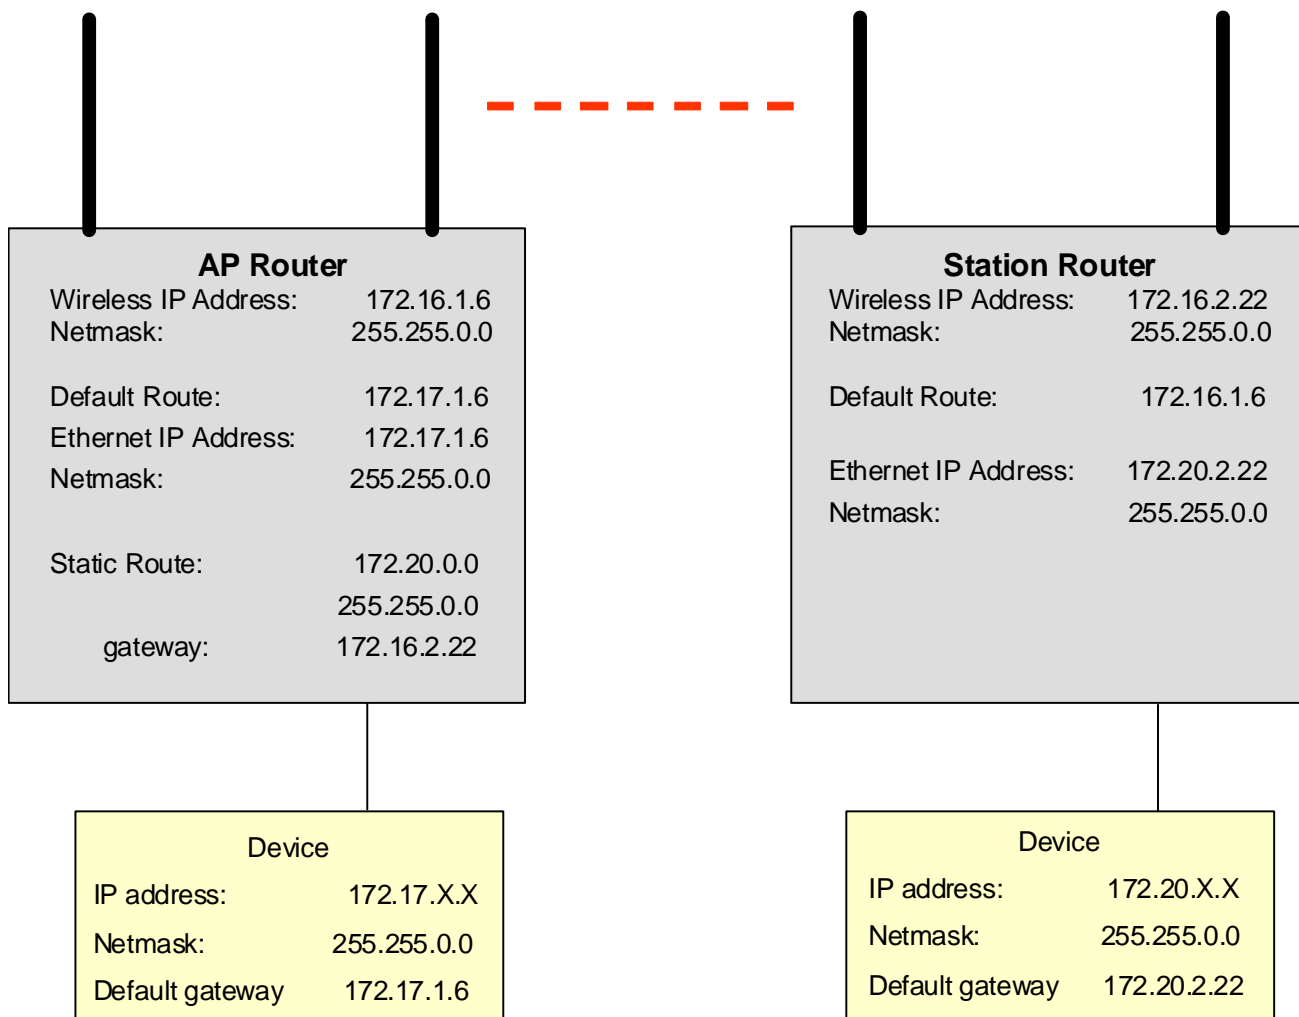 AP Router
Wireless IP Address: 172.16.1.6
Netmask: 255.255.0.0
Default Route: 172.17.1.6
Ethernet IP Address: 172.17.1.6
Netmask: 255.255.0.0
Static Route: 172.20.0.0
255.255.0.0
gateway: 172.16.2.22
Station Router
Wireless IP Address: 172.16.2.22
Netmask: 255.255.0.0
Default Route: 172.16.1.6
Ethernet IP Address: 172.20.2.22
Netmask: 255.255.0.0
Device
IP address: 172.17.X.X
Netmask: 255.255.0.0
Default gateway 172.17.1.6
Device
IP address: 172.20.X.X
Netmask: 255.255.0.0
Default gateway 172.20.2.22